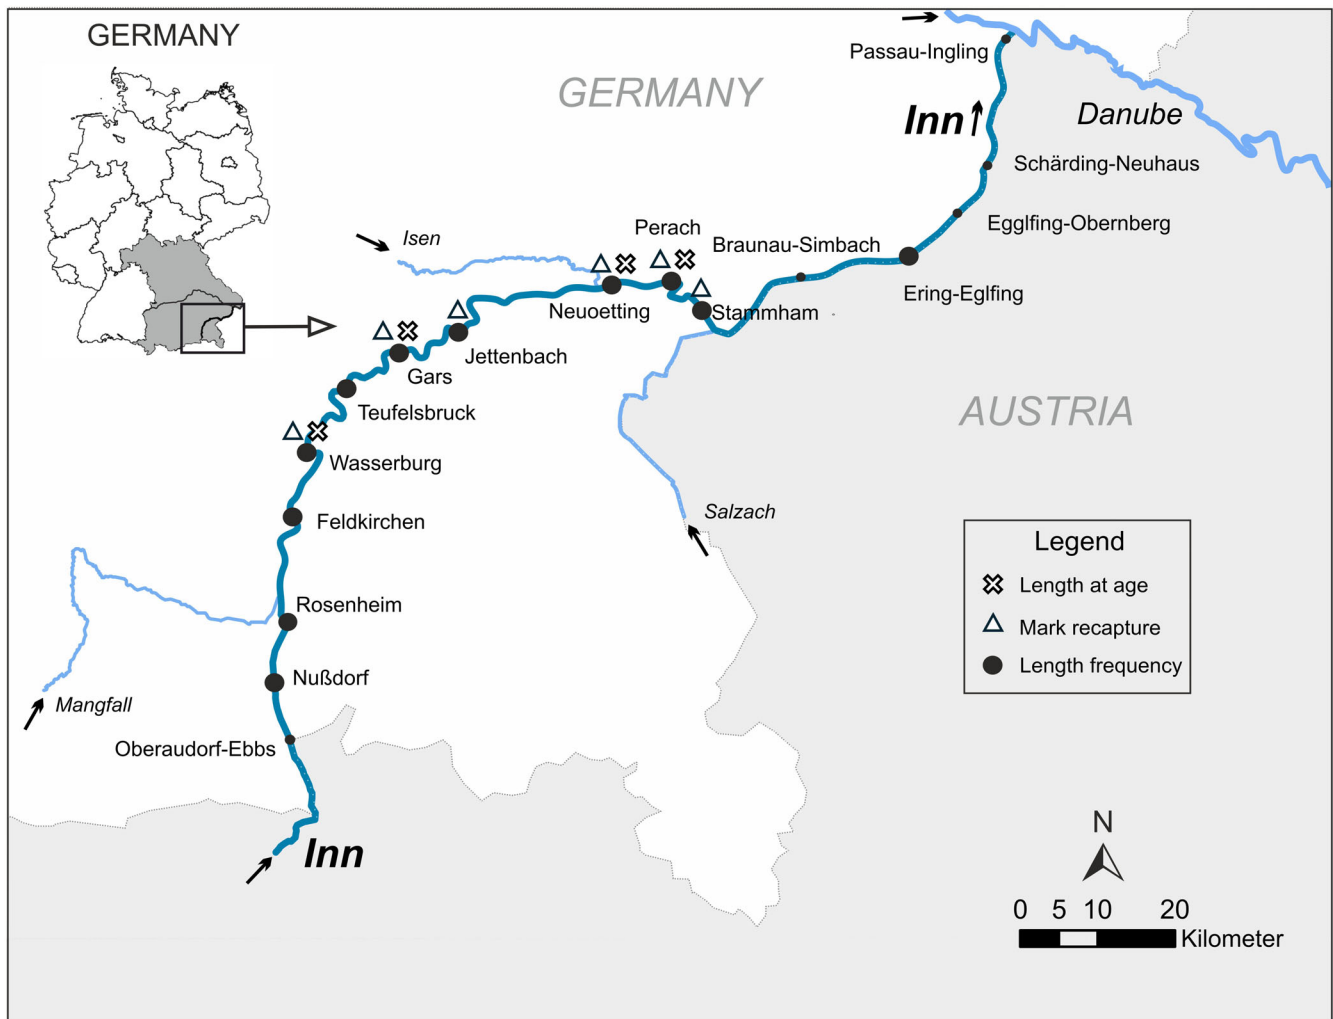 GERMANY
GERMANY
Passau-Ingling
Inn
Danube
Schärding-Neuhaus
Egglfing-Obernberg
Perach
Isen
Braunau-Simbach
Ering-Eglfing
Neuoetting
Stammham
Jettenbach
Gars
Teufelsbruck
AUSTRIA
Wasserburg
Feldkirchen
Salzach
Legend
Length at age
Mark recapture
Length frequency
Rosenheim
Nußdorf
Mangfall
Oberaudorf-Ebbs
Inn
N
0 5 10 20
Kilometer